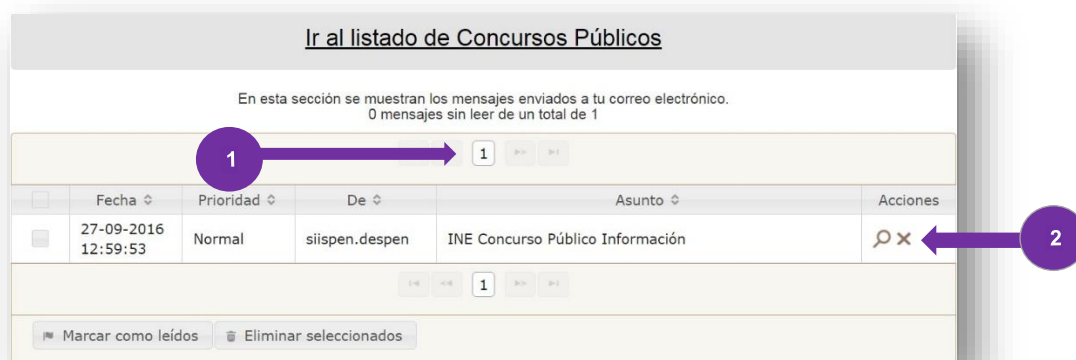 Ir al listado de Concursos Públicos
En esta sección se muestran los mensajes enviados a tu correo electrónico.
0 mensajes sin leer de un total de 1
1
1
Fecha Prioridad De Asunto Acciones
27-09-2016
12:59:53
Normal siispen.despen INE Concurso Público Información
2
1
Marcar como leídos Eliminar seleccionados